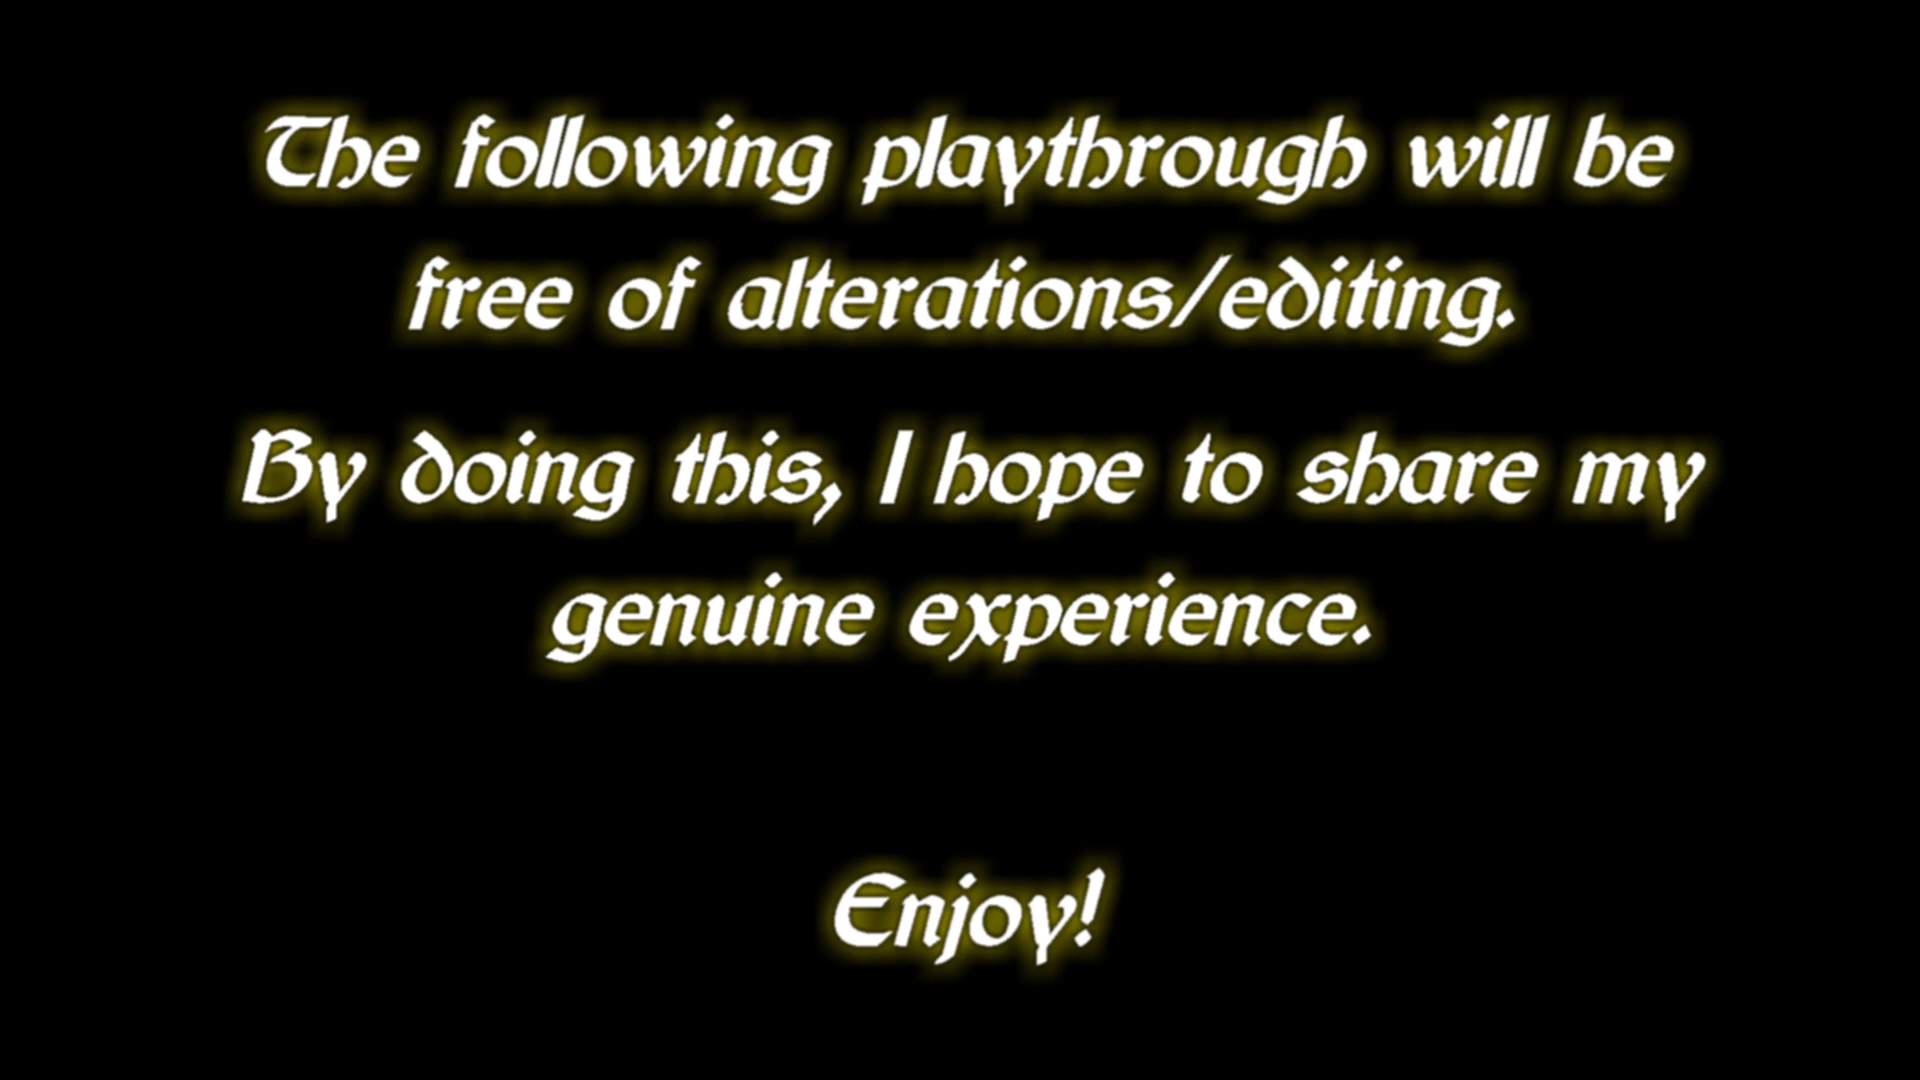 The following playthrough will be
free of alterations/editing.
By doing this, I hope to share my
genuine experience.
Enjoy!